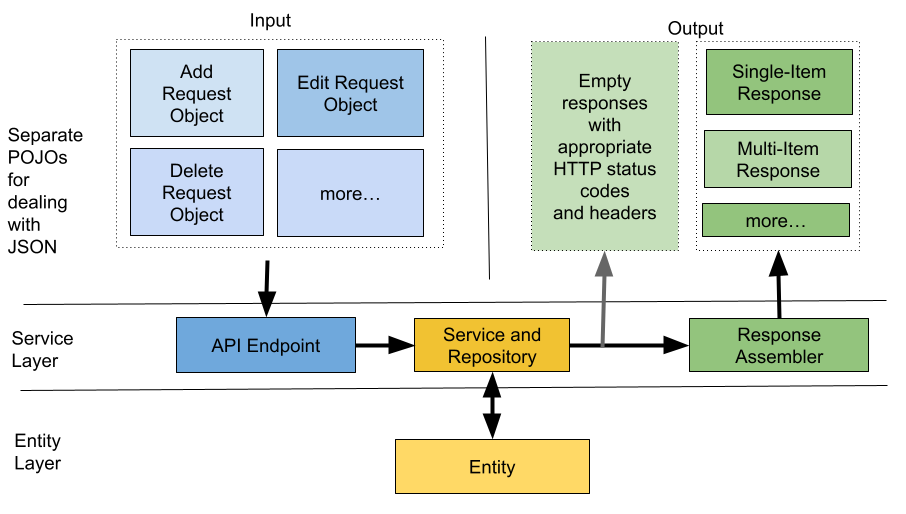 Input
Output
Separate
POJOs
for
dealing
with
JSON
Add
Request
Object
Edit Request
Object
Delete
Request
Object
more…
Empty
responses
with
appropriate
HTTP status
codes
and headers
Single-Item
Response
Multi-Item
Response
more…
Service
Layer
API Endpoint
Service and
Repository
Response
Assembler
Entity
Layer
Entity